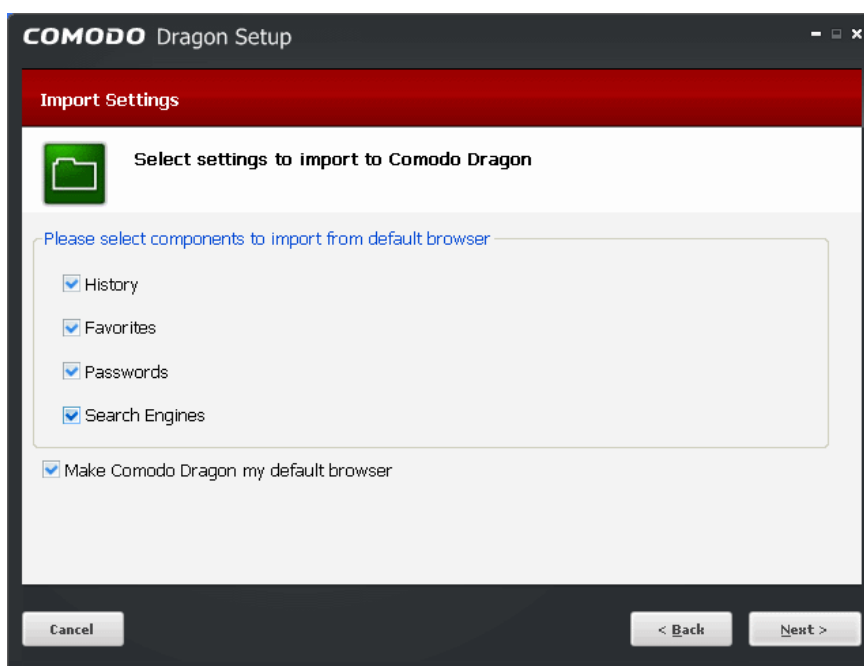 COMODO Dragon Setup
Import Settings
Select settings to import to Comodo Dragon
Please select components to import from default browser
History
Favorites
Passwords
Search Engines
Make Comodo Dragon my default browser
Cancel
< Back
Next >